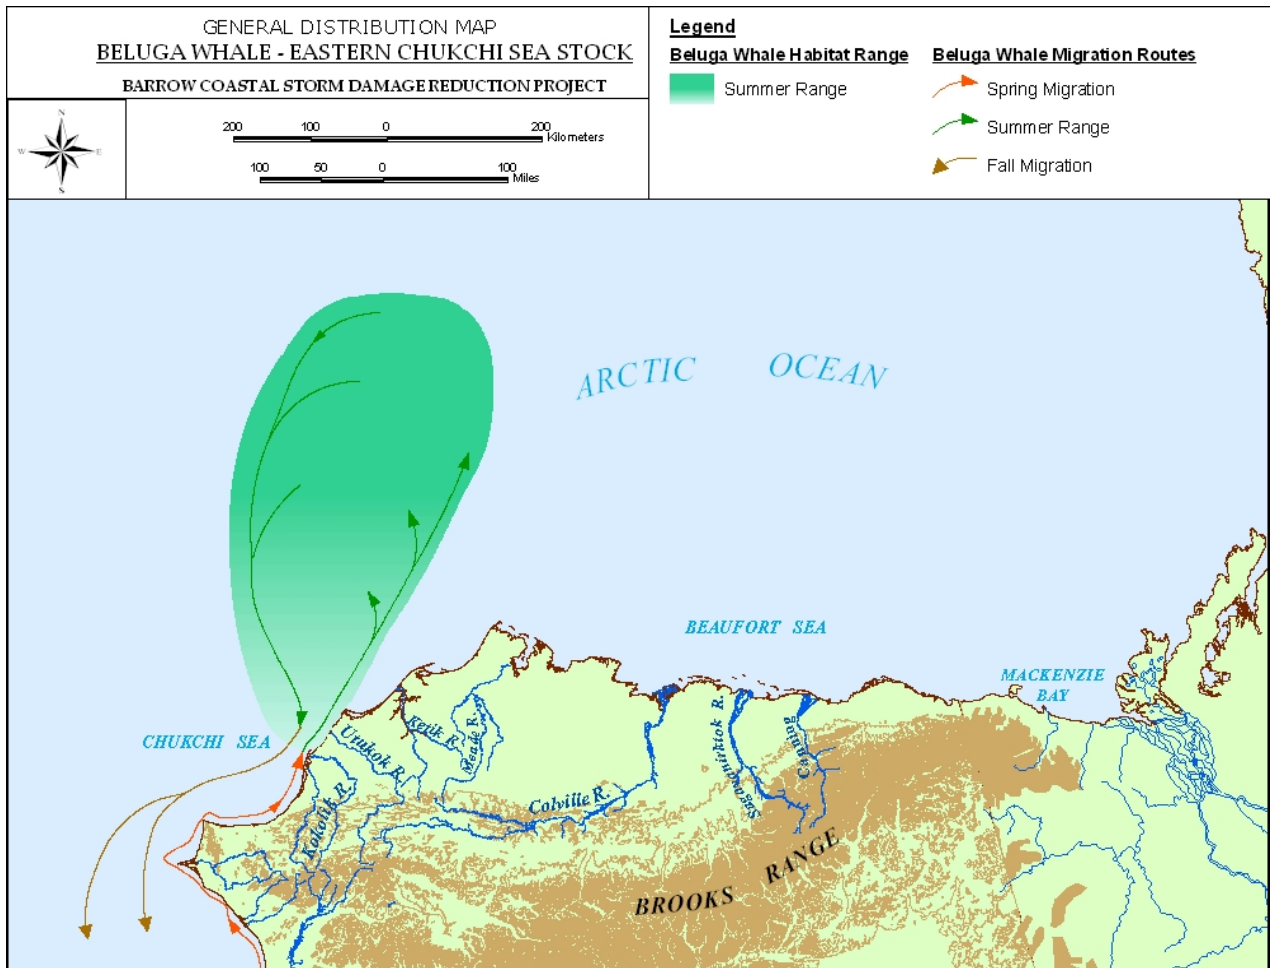 GENERAL DISTRIBUTION MAP
BELUGA WHALE - EASTERN CHUKCHI SEA STOCK
BARROW COASTAL STORM DAMAGE REDUCTION PROJECT
N
W E
S
200 100 0 200
Kilometers
100 50 0 100
Miles
Legend
Beluga Whale Habitat Range
Summer Range
Beluga Whale Migration Routes
Spring Migration
Summer Range
Fall Migration
ARCTIC OCEAN
BEAUFORT SEA
MACKENZIE
BAY
CHUKCHI SEA
Utukok R.
Kokolik R.
Meade R.
Colville R.
Canning
BROOKS RANGE